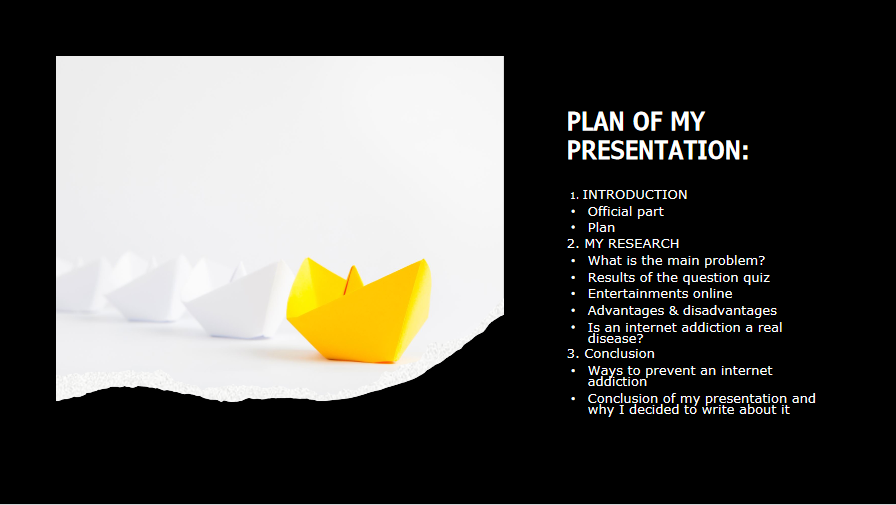 PLAN OF MY
PRESENTATION:
1. INTRODUCTION
• Official part
• Plan
2. MY RESEARCH
• What is the main problem?
• Results of the question quiz
• Entertainments online
• Advantages & disadvantages
• Is an internet addiction a real
disease?
3. Conclusion
• Ways to prevent an internet
addiction
• Conclusion of my presentation and
why I decided to write about it